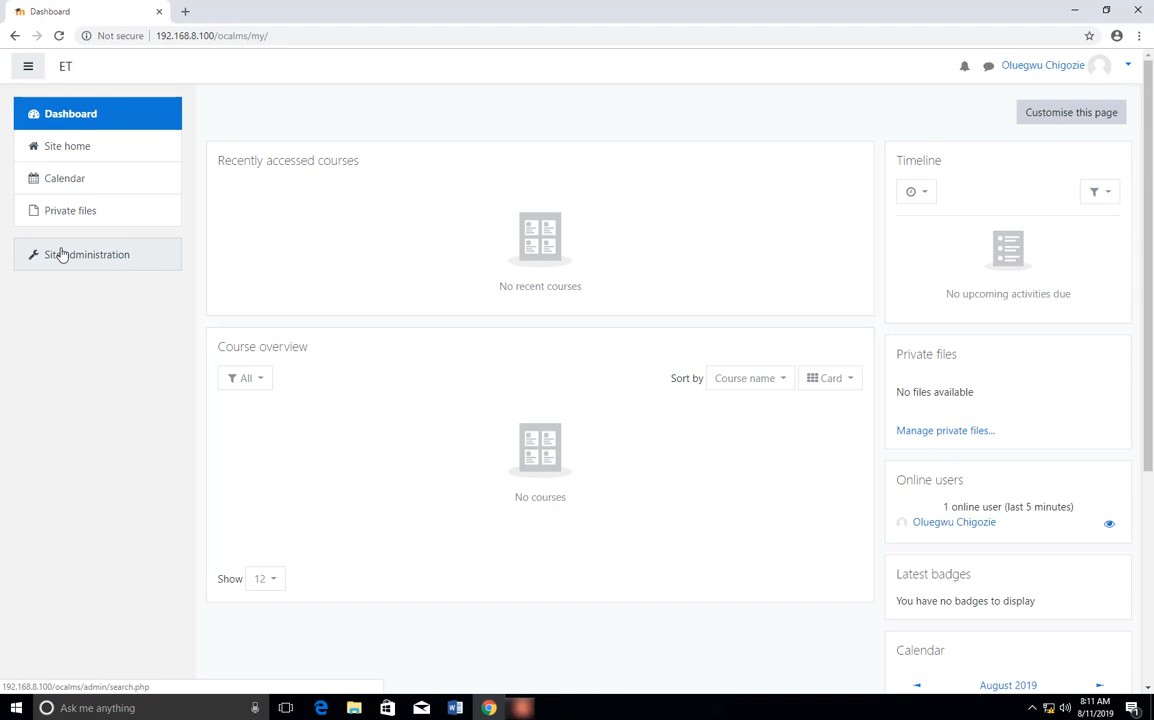 Dashboard
Not secure
192.168.8.100/ocalms/my/
ET
Oluegwu Chigozie
Dashboard
Site home
Calendar
Private files
Site administration
Customise this page
Recently accessed courses
No recent courses
Course overview
All
Sort by
Course name
Card
No courses
Show
12
Timeline
No upcoming activities due
Private files
No files available
Manage private files...
Online users
1 online user (last 5 minutes)
Oluegwu Chigozie
Latest badges
You have no badges to display
Calendar
August 2019
192.168.8.100/ocalms/admin/search.php
Ask me anything
8:11 AM
8/11/2019